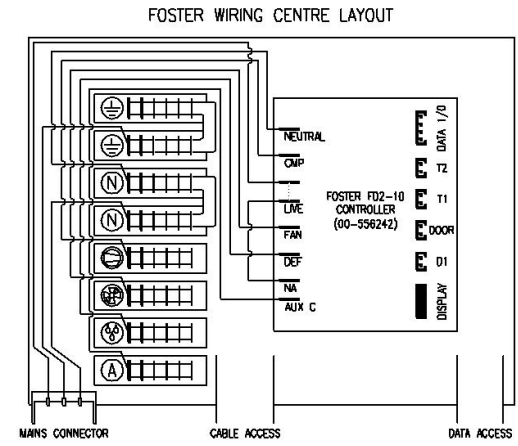 FOSTER WIRING CENTRE LAYOUT
NEUTRAL
CMP
LIVE
FAN
DEF
NA
AUX C
FOSTER FD2-10
CONTROLLER
(00-556242)
DATA I/O
T2
T1
DOOR
D1
DISPLAY
N
N
A
MAINS CONNECTOR
CABLE ACCESS
DATA ACCESS